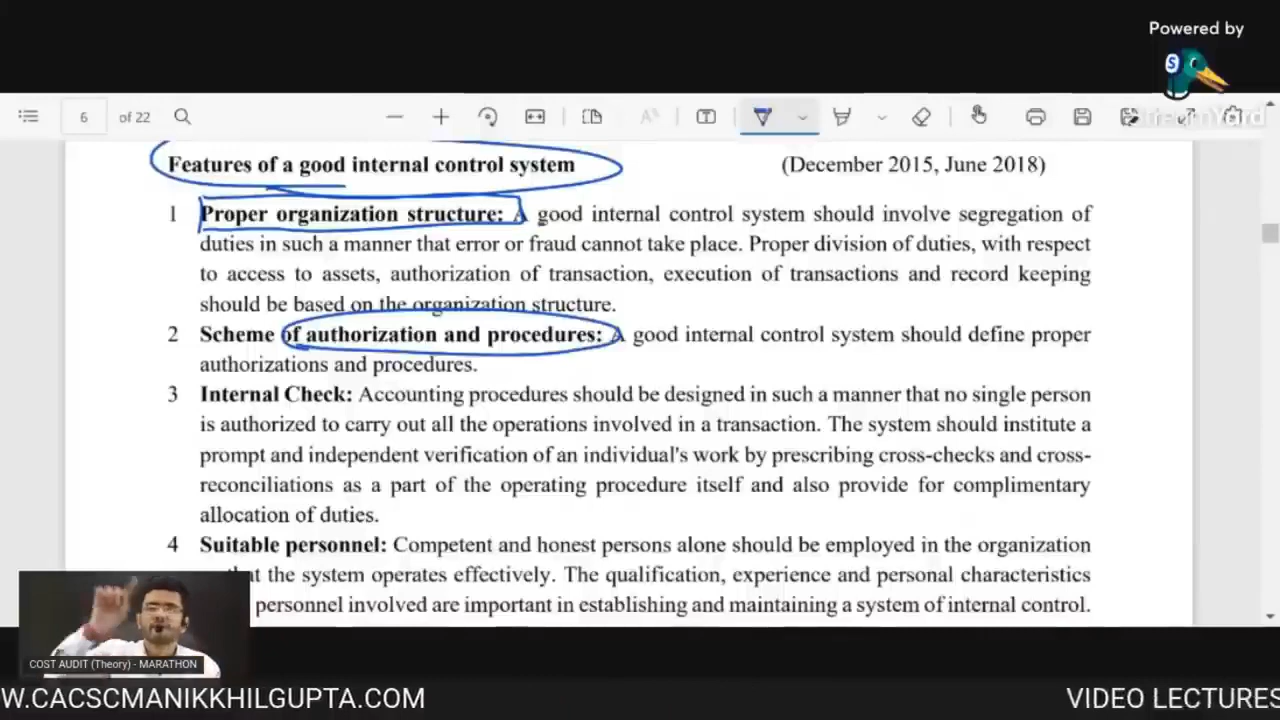 Powered by
S
6 of 22
StreamYard
Features of a good internal control system (December 2015, June 2018)
1 Proper organization structure: A good internal control system should involve segregation of
duties in such a manner that error or fraud cannot take place. Proper division of duties, with respect
to access to assets, authorization of transaction, execution of transactions and record keeping
should be based on the organization structure.
2 Scheme of authorization and procedures: A good internal control system should define proper
authorizations and procedures.
3 Internal Check: Accounting procedures should be designed in such a manner that no single person
is authorized to carry out all the operations involved in a transaction. The system should institute a
prompt and independent verification of an individual's work by prescribing cross-checks and cross-
reconciliations as a part of the operating procedure itself and also provide for complimentary
allocation of duties.
4 Suitable personnel: Competent and honest persons alone should be employed in the organization
the system operates effectively. The qualification, experience and personal characteristics
personnel involved are important in establishing and maintaining a system of internal control.
COST AUDIT (Theory) - MARATHON
W.CACSCMANIKKHILGUPTA.COM VIDEO LECTURES